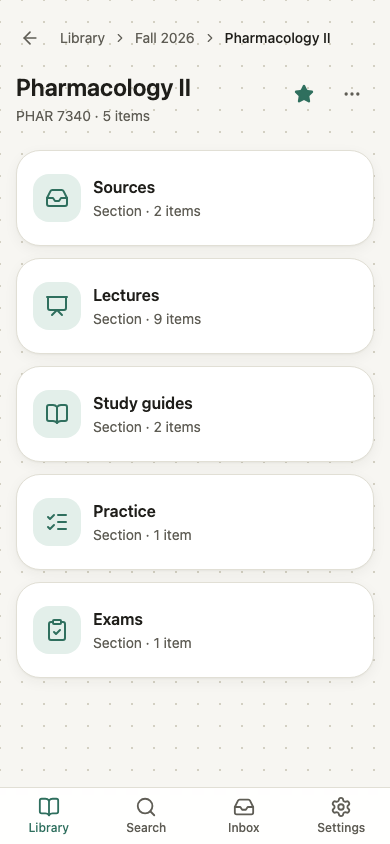 Library > Fall 2026 > Pharmacology II
Pharmacology II
PHAR 7340 · 5 items
Sources
Section · 2 items
Lectures
Section · 9 items
Study guides
Section · 2 items
Practice
Section · 1 item
Exams
Section · 1 item
Library Search Inbox Settings